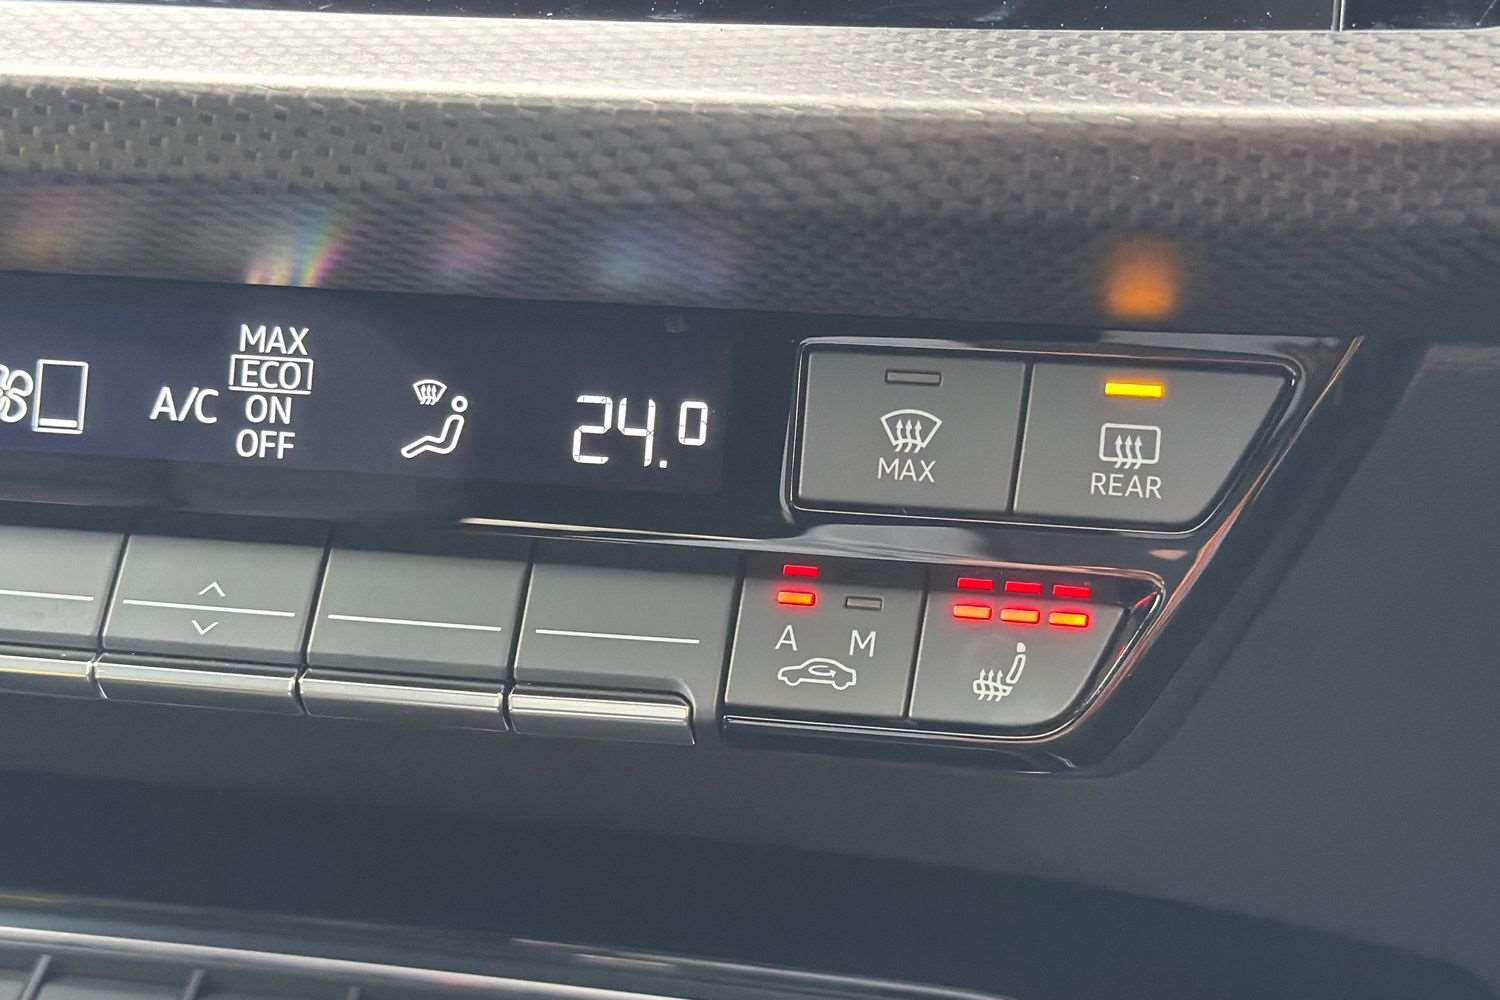 MAX
A/C ECO
ON
OFF
24.0
MAX
REAR
A M